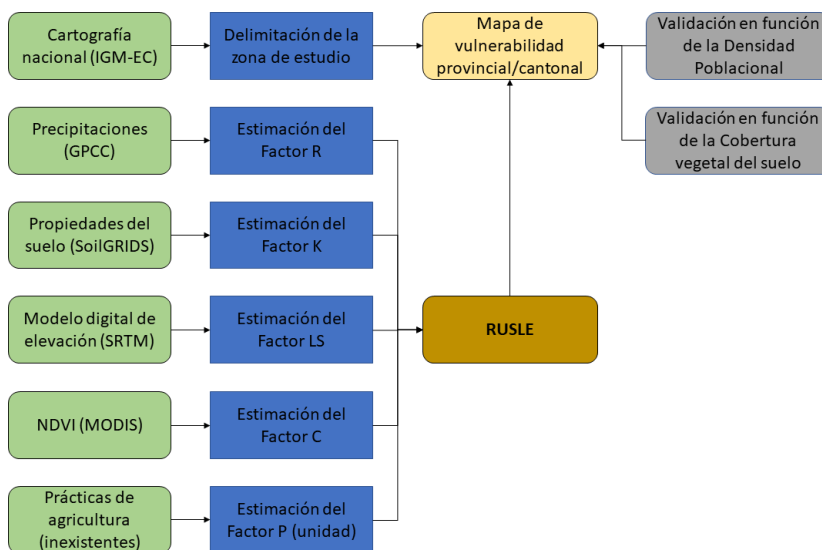 Cartografía
nacional (IGM-EC)
Delimitación de la
zona de estudio
Mapa de
vulnerabilidad
provincial/cantonal
Validación en función
de la Densidad
Poblacional
Precipitaciones
(GPCC)
Estimación del
Factor R
Validación en función
de la Cobertura
vegetal del suelo
Propiedades del
suelo (SoilGRIDS)
Estimación del
Factor K
Modelo digital de
elevación (SRTM)
Estimación del
Factor LS
RUSLE
NDVI (MODIS)
Estimación del
Factor C
Prácticas de
agricultura
(inexistentes)
Estimación del
Factor P (unidad)